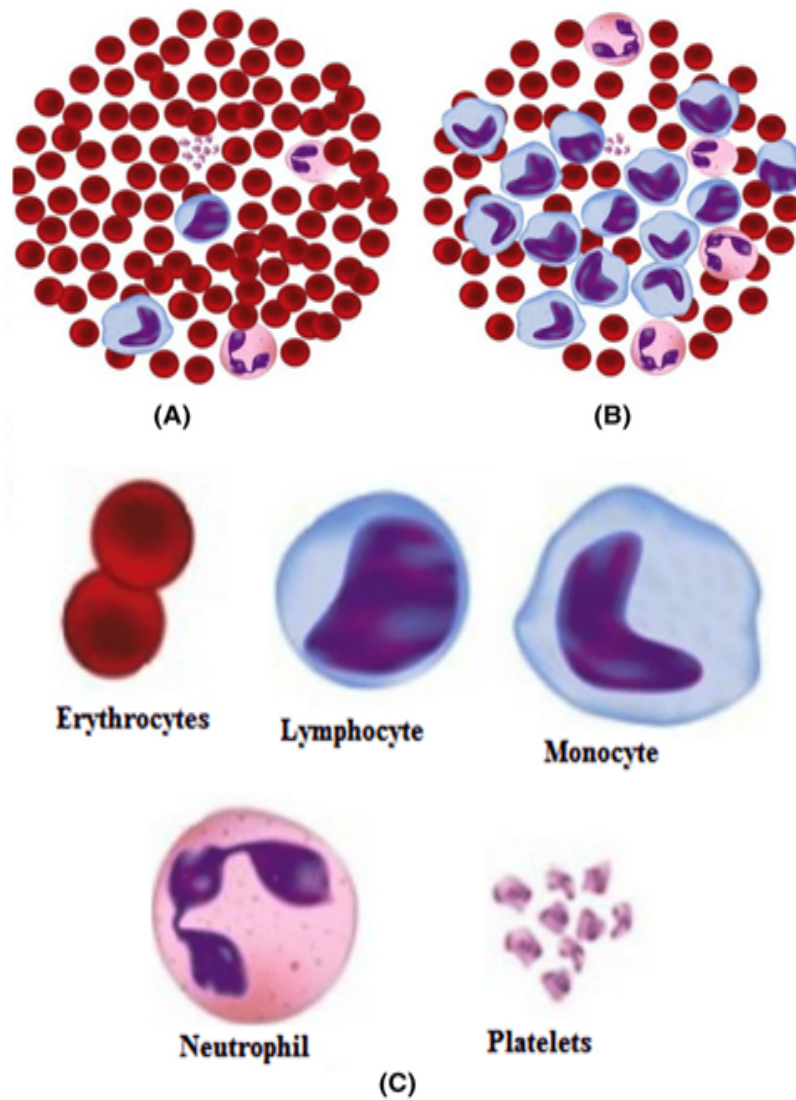 (A)
(B)
Erythrocytes
Lymphocyte
Monocyte
Neutrophil
Platelets
(C)